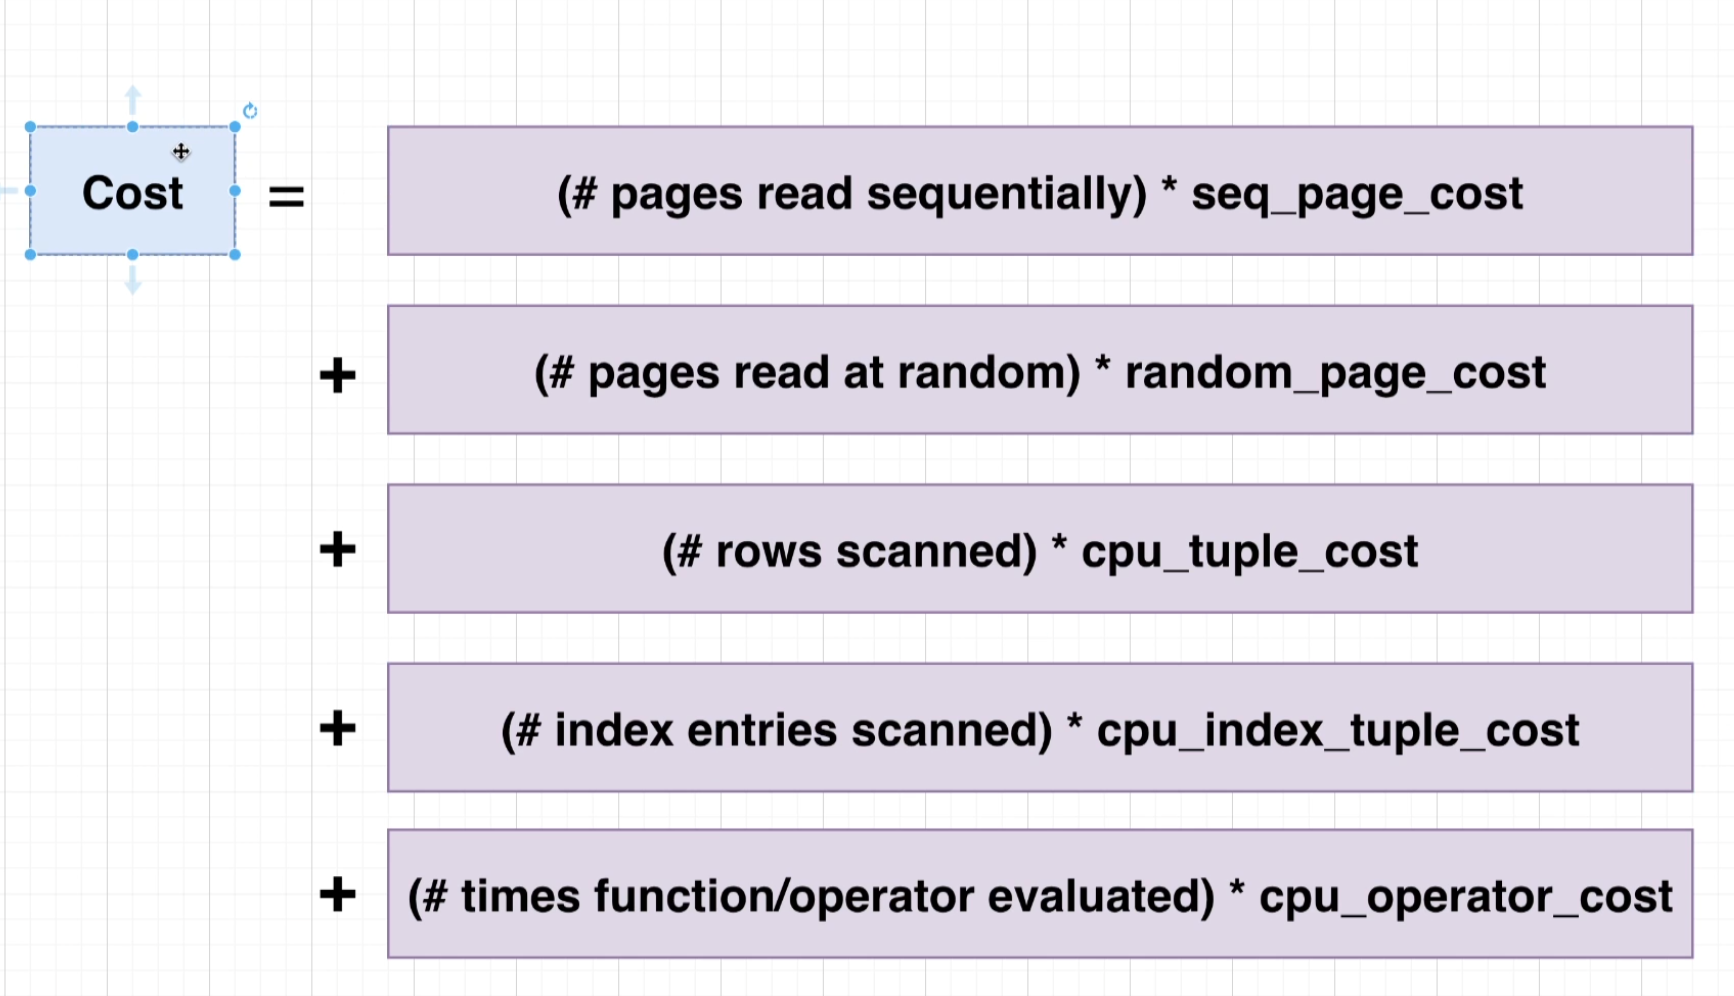 Cost = (# pages read sequentially) * seq_page_cost
+ (# pages read at random) * random_page_cost
+ (# rows scanned) * cpu_tuple_cost
+ (# index entries scanned) * cpu_index_tuple_cost
+ (# times function/operator evaluated) * cpu_operator_cost